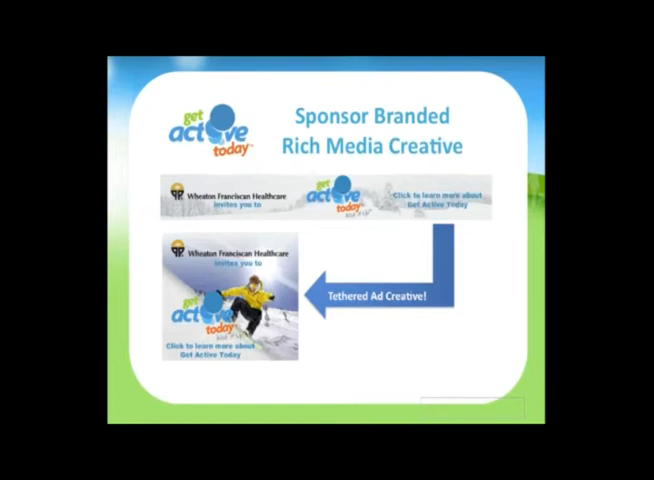 get
active
today™
Sponsor Branded
Rich Media Creative
Wheaton Franciscan Healthcare
invites you to
get
active
today
Click to learn more about
Get Active Today
Wheaton Franciscan Healthcare
invites you to
get
active
today
Click to learn more about
Get Active Today
Tethered Ad Creative!